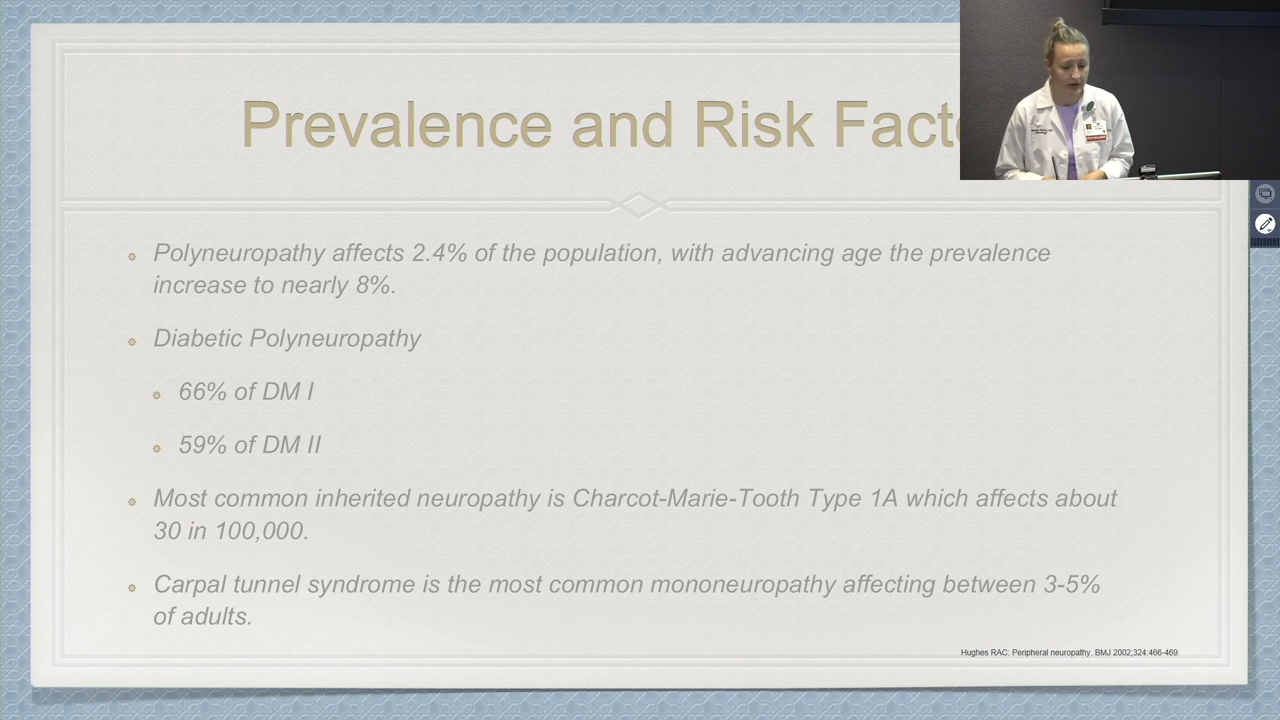 Prevalence and Risk Facto
Polyneuropathy affects 2.4% of the population, with advancing age the prevalence
increase to nearly 8%.
Diabetic Polyneuropathy
66% of DM I
59% of DM II
Most common inherited neuropathy is Charcot-Marie-Tooth Type 1A which affects about
30 in 100,000.
Carpal tunnel syndrome is the most common mononeuropathy affecting between 3-5%
of adults.
Hughes RAC: Peripheral neuropathy. BMJ 2002;324:466-469.